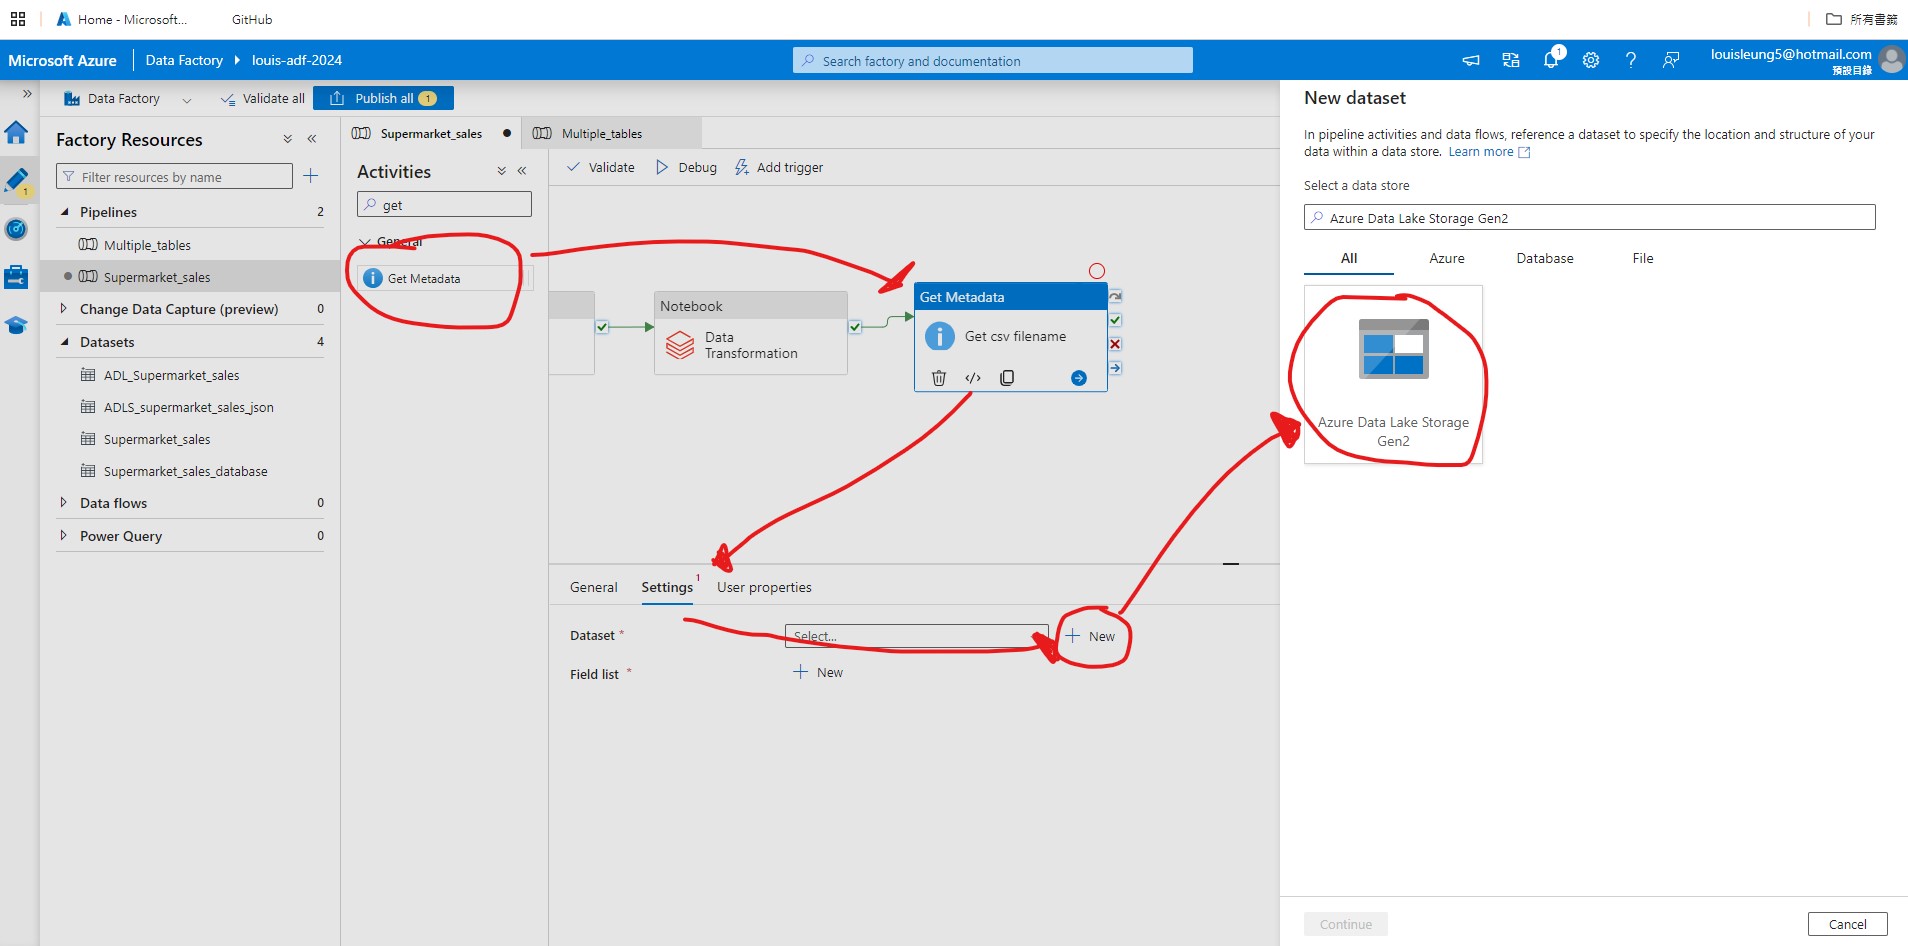 Home - Microsoft...
GitHub
所有書籤
Microsoft Azure
Data Factory
louis-adf-2024
Search factory and documentation
1
louisleung5@hotmail.com
預設目錄
Data Factory
Validate all
Publish all 1
1
Factory Resources
Filter resources by name
Pipelines 2
Multiple_tables
Supermarket_sales
Change Data Capture (preview) 0
Datasets 4
ADL_Supermarket_sales
ADLS_supermarket_sales_json
Supermarket_sales
Supermarket_sales_database
Data flows 0
Power Query 0
Supermarket_sales
Multiple_tables
Activities
get
General
Get Metadata
Validate
Debug
Add trigger
Notebook
Data
Transformation
Get Metadata
Get csv filename
General
Settings 1
User properties
Dataset *
Select...
New
Field list *
New
New dataset
In pipeline activities and data flows, reference a dataset to specify the location and structure of your
data within a data store. Learn more
Select a data store
Azure Data Lake Storage Gen2
All
Azure
Database
File
Azure Data Lake Storage
Gen2
Continue
Cancel